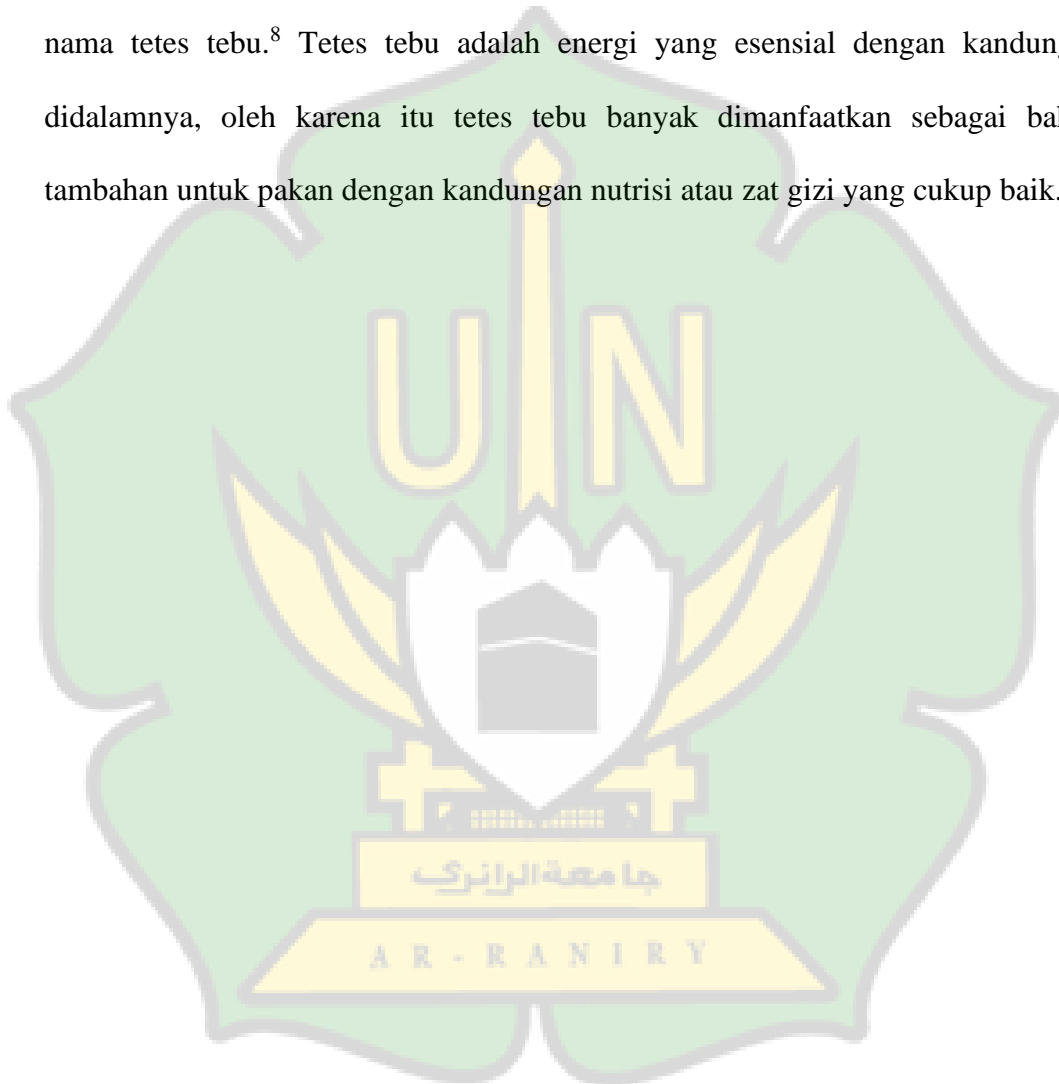 nama tetes tebu.8 Tetes tebu adalah energi yang esensial dengan kandung
didalamnya, oleh karena itu tetes tebu banyak dimanfaatkan sebagai bal
tambahan untuk pakan dengan kandungan nutrisi atau zat gizi yang cukup baik.
UIN
جامعة الرانري
AR-RANIRY